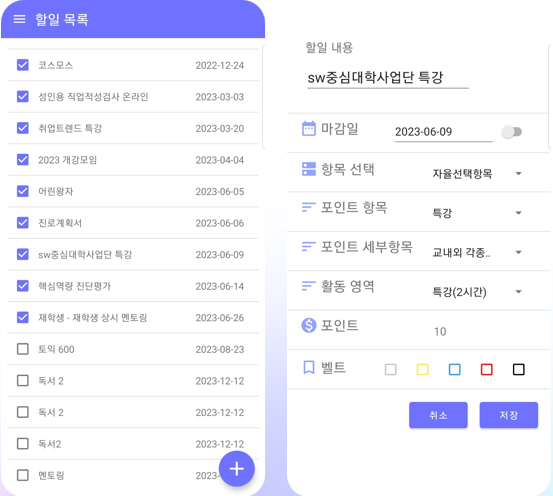 할일 목록
코스모스 2022-12-24
성인용 직업적성검사 온라인 2023-03-03
취업트렌드 특강 2023-03-20
2023 개강모임 2023-04-04
어린왕자 2023-06-05
진로계획서 2023-06-06
sw중심대학사업단 특강 2023-06-09
핵심역량 진단평가 2023-06-14
재학생 - 재학생 상시 멘토링 2023-06-26
토익 600 2023-08-23
독서 2 2023-12-12
독서 2 2023-12-12
독서2 2023-12-12
멘토링 2023-
할일 내용
sw중심대학사업단 특강
마감일 2023-06-09
항목 선택 자율선택항목
포인트 항목 특강
포인트 세부항목 교내외 각종..
활동 영역 특강(2시간)
포인트 10
벨트
취소 저장